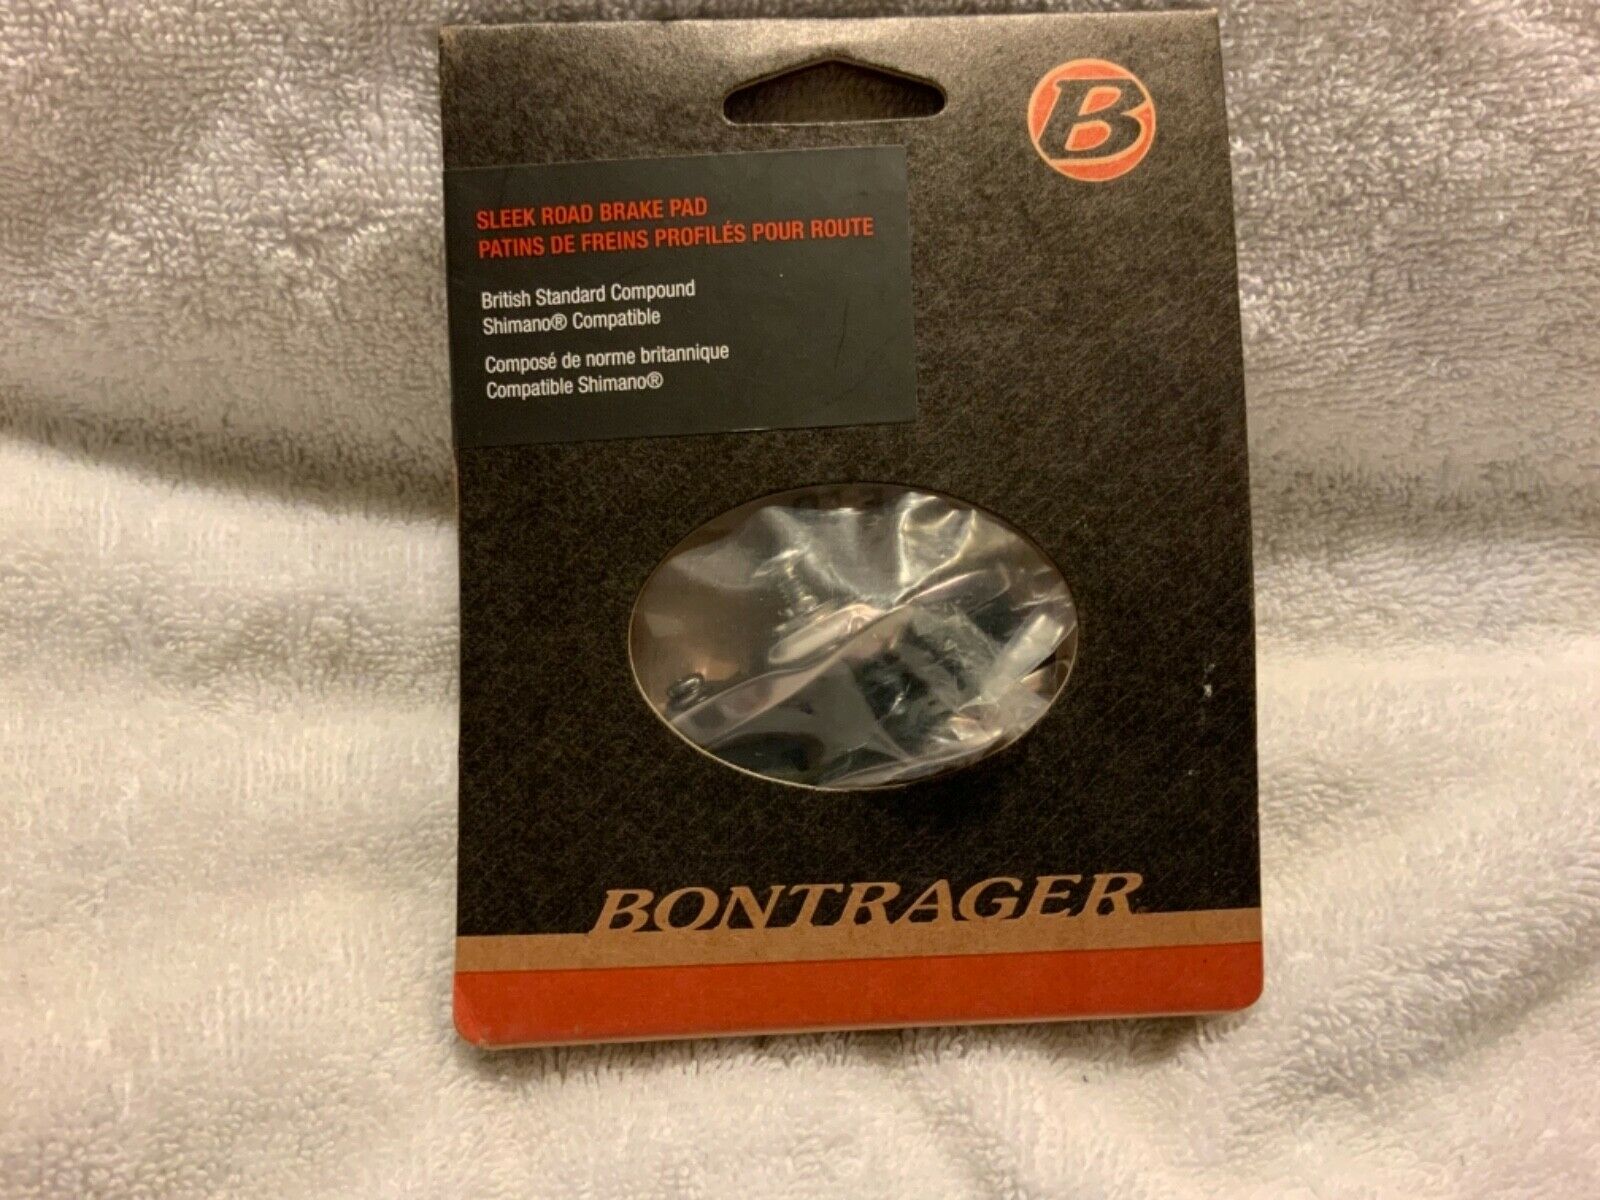 B
SLEEK ROAD BRAKE PAD
PATINS DE FREINS PROFILÉS POUR ROUTE
British Standard Compound
Shimano® Compatible
Composé de norme britannique
Compatible Shimano®
BONTRAGER